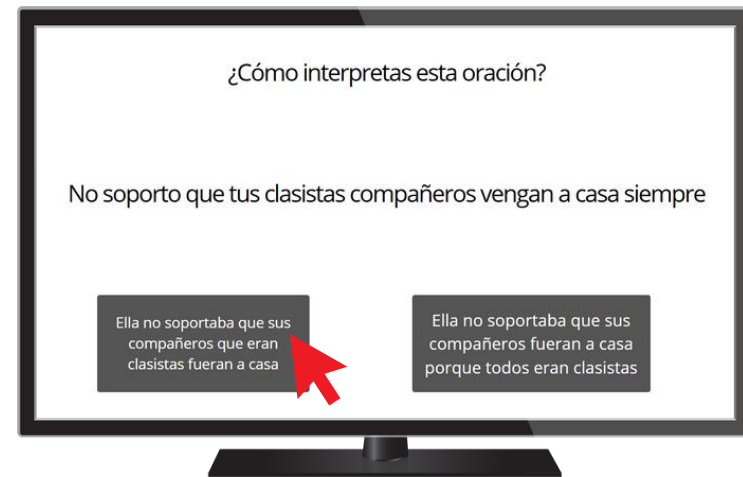 ¿Cómo interpretas esta oración?
No soporto que tus clasistas compañeros vengan a casa siempre
Ella no soportaba que sus
compañeros que eran
clasistas fueran a casa
Ella no soportaba que sus
compañeros fueran a casa
porque todos eran clasistas